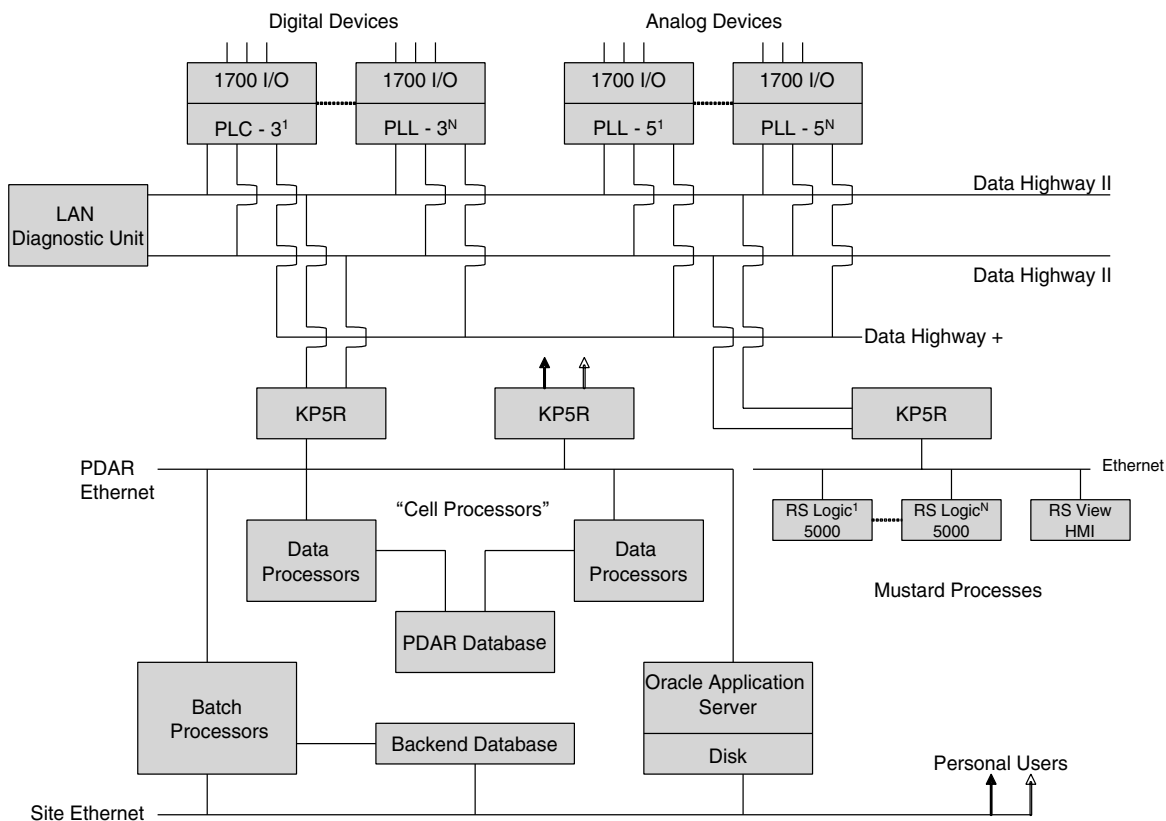 Digital Devices
Analog Devices
1700 I/O
1700 I/O
1700 I/O
1700 I/O
PLC - 3¹
PLL - 3ᴺ
PLL - 5¹
PLL - 5ᴺ
LAN
Diagnostic Unit
Data Highway II
Data Highway II
Data Highway +
KP5R
KP5R
KP5R
PDAR
Ethernet
Ethernet
"Cell Processors"
RS Logic¹
5000
RS Logicᴺ
5000
RS View
HMI
Data
Processors
Data
Processors
Mustard Processes
PDAR Database
Batch
Processors
Oracle Application
Server
Backend Database
Disk
Personal Users
Site Ethernet